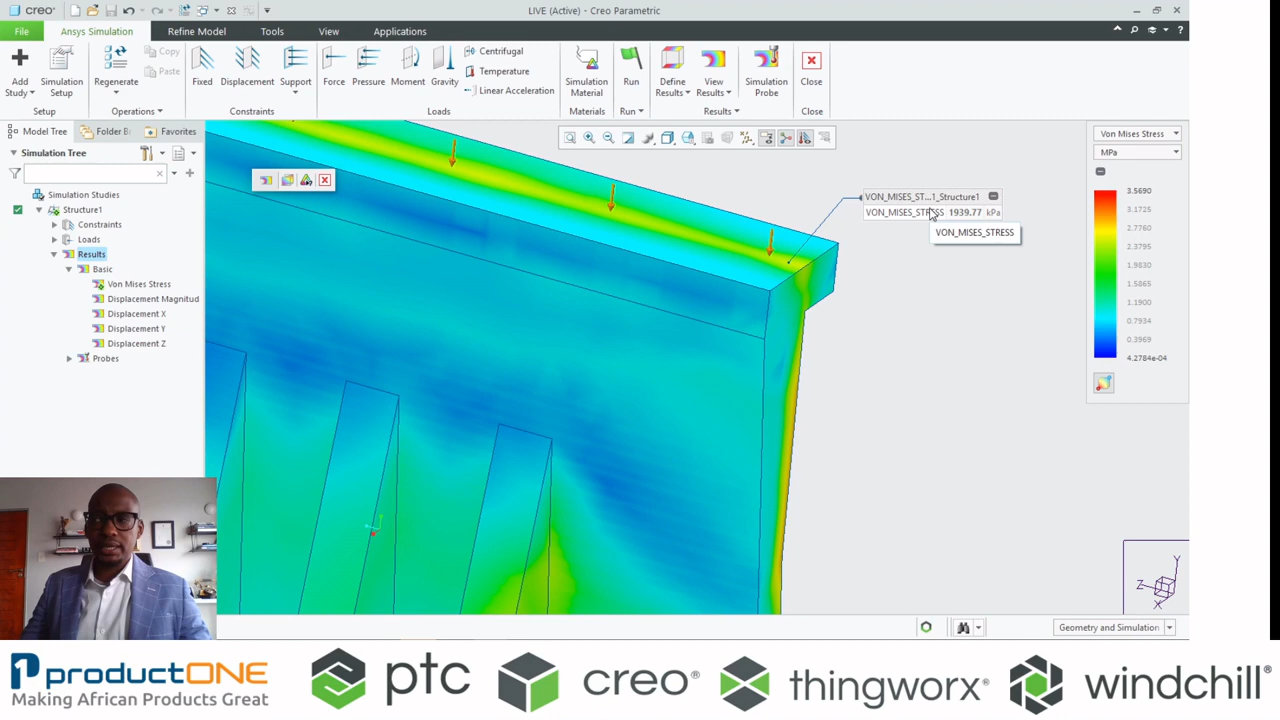 creo®
LIVE (Active) - Creo Parametric
File
Ansys Simulation
Refine Model
Tools
View
Applications
Add
Study
Simulation
Setup
Setup
Regenerate
Copy
Paste
Operations
Fixed
Displacement
Support
Constraints
Force
Pressure
Moment
Gravity
Centrifugal
Temperature
Linear Acceleration
Loads
Simulation
Material
Materials
Run
Run
Define
Results
View
Results
Simulation
Probe
Results
Close
Close
Model Tree
Folder B
Favorites
Simulation Tree
Simulation Studies
Structure1
Constraints
Loads
Results
Basic
Von Mises Stress
Displacement Magnitud
Displacement X
Displacement Y
Displacement Z
Probes
VON_MISES_ST...1_Structure1
VON_MISES_STRESS 1939.77 kPa
VON_MISES_STRESS
Von Mises Stress
MPa
3.5690
3.1725
2.7760
2.3795
1.9830
1.5865
1.1900
0.7934
0.3969
4.2784e-04
Y
Z
X
Geometry and Simulation
productONE
Making African Products Great
ptc
creo®
thingworx®
windchill®